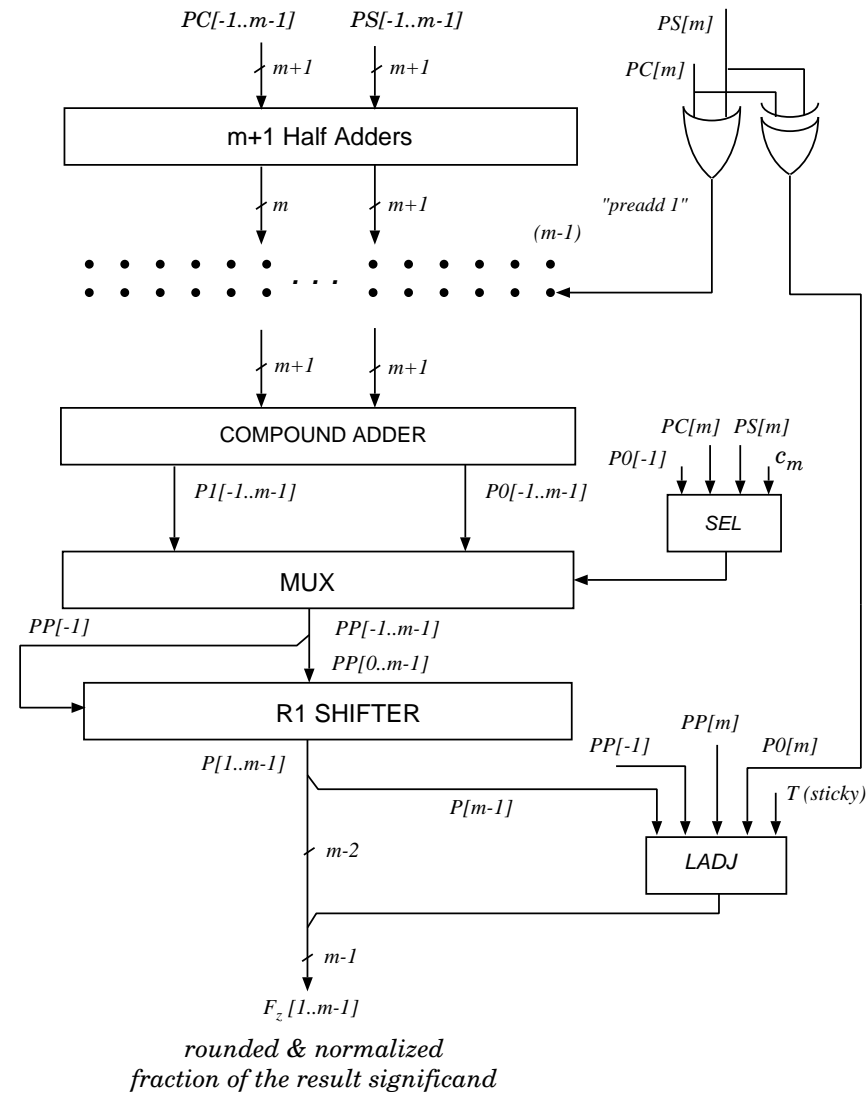 PC[-1..m-1] PS[-1..m-1]
PS[m]
PC[m]
m+1 m+1
m+1 Half Adders
m m+1
"preadd 1"
(m-1)
. . .
m+1 m+1
COMPOUND ADDER
PC[m] PS[m]
P0[-1] c_m
P1[-1..m-1] P0[-1..m-1]
SEL
MUX
PP[-1] PP[-1..m-1]
PP[0..m-1]
R1 SHIFTER
PP[m]
PP[-1] P0[m]
P[1..m-1]
T (sticky)
P[m-1]
m-2
LADJ
m-1
F_z [1..m-1]
rounded & normalized
fraction of the result significand